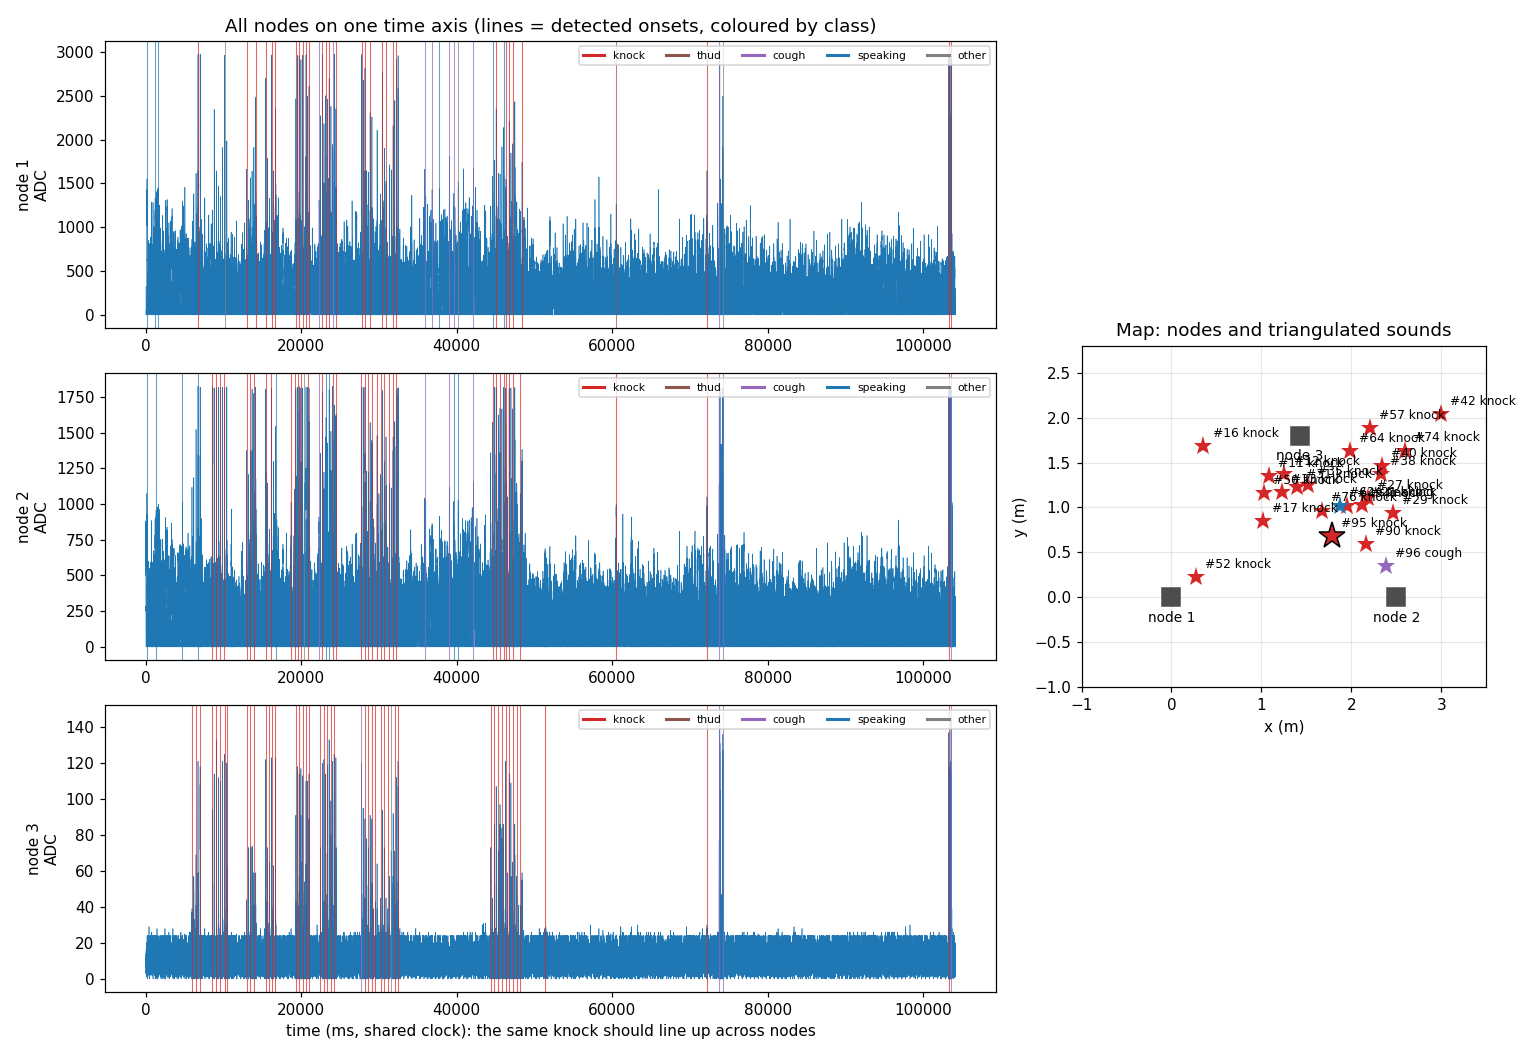 All nodes on one time axis (lines = detected onsets, coloured by class)
node 1
ADC
3000
2500
2000
1500
1000
500
0
knock thud cough speaking other
0 20000 40000 60000 80000 100000
node 2
ADC
1750
1500
1250
1000
750
500
250
0
knock thud cough speaking other
0 20000 40000 60000 80000 100000
node 3
ADC
140
120
100
80
60
40
20
0
knock thud cough speaking other
0 20000 40000 60000 80000 100000
time (ms, shared clock): the same knock should line up across nodes
Map: nodes and triangulated sounds
y (m)
2.5
2.0
1.5
1.0
0.5
0.0
−0.5
−1.0
#42 knock
#57 knock
#16 knock
#64 knock
#74 knock
node 3
#40 knock
#38 knock
#27 knock
#29 knock
#17 knock
#95 knock
#90 knock
#96 cough
#52 knock
node 1
node 2
−1 0 1 2 3
x (m)